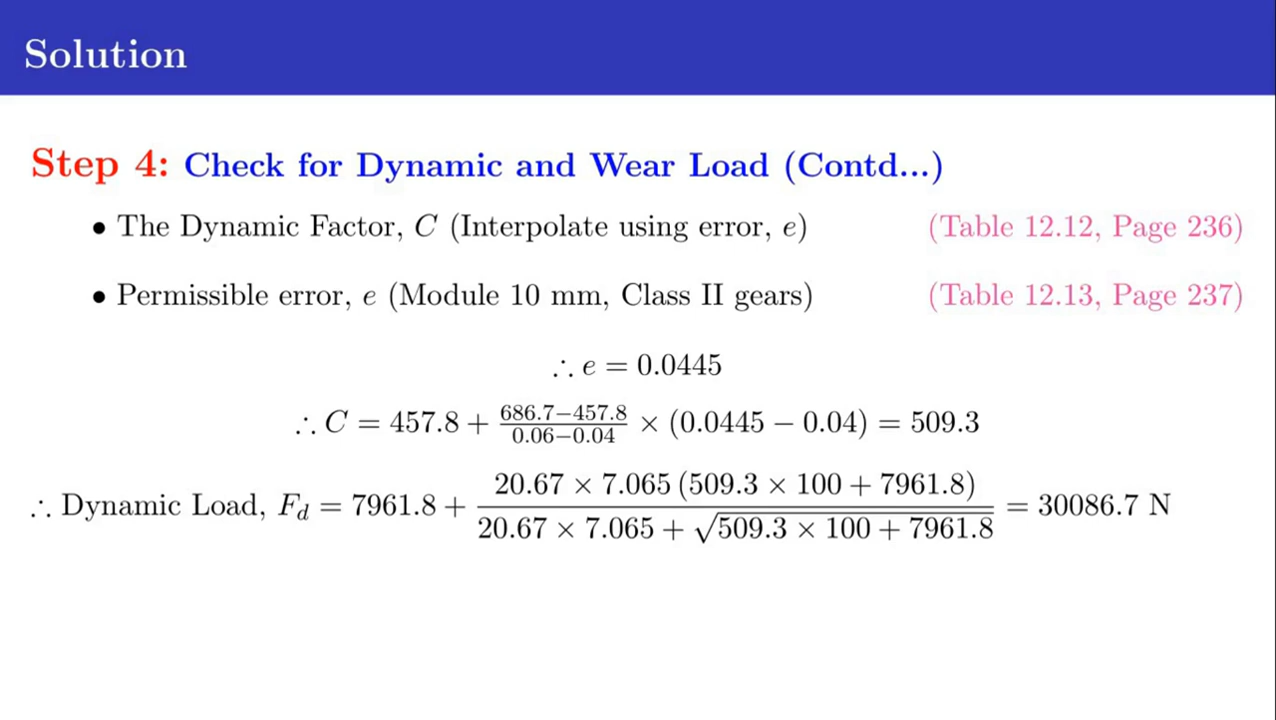 Solution
Step 4: Check for Dynamic and Wear Load (Contd...)
• The Dynamic Factor, C (Interpolate using error, e) (Table 12.12, Page 236)
• Permissible error, e (Module 10 mm, Class II gears) (Table 12.13, Page 237)
∴ e = 0.0445
∴ C = 457.8 + \frac{686.7−457.8}{0.06−0.04} × (0.0445 − 0.04) = 509.3
∴ Dynamic Load, F_d = 7961.8 + \frac{20.67 × 7.065 (509.3 × 100 + 7961.8)}{20.67 × 7.065 + \sqrt{509.3 × 100 + 7961.8}} = 30086.7 N